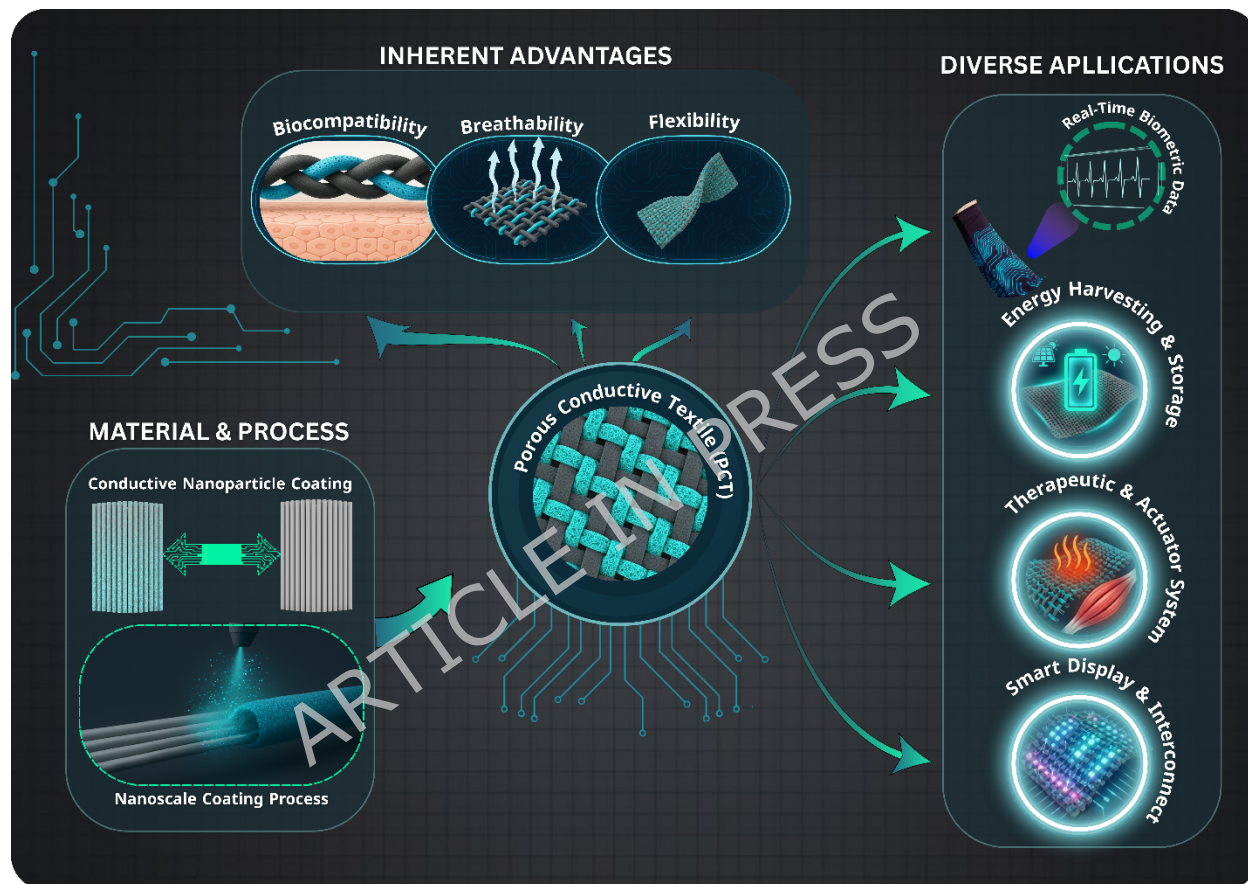 INHERENT ADVANTAGES
Biocompatibility
Breathability
Flexibility
DIVERSE APLLICATIONS
Real-Time Biometric Data
Energy Harvesting & Storage
Therapeutic & Actuator System
Smart Display & Interconnect
MATERIAL & PROCESS
Conductive Nanoparticle Coating
Nanoscale Coating Process
Porous Conductive Textile (PCT)
ARTICLE IN PRESS